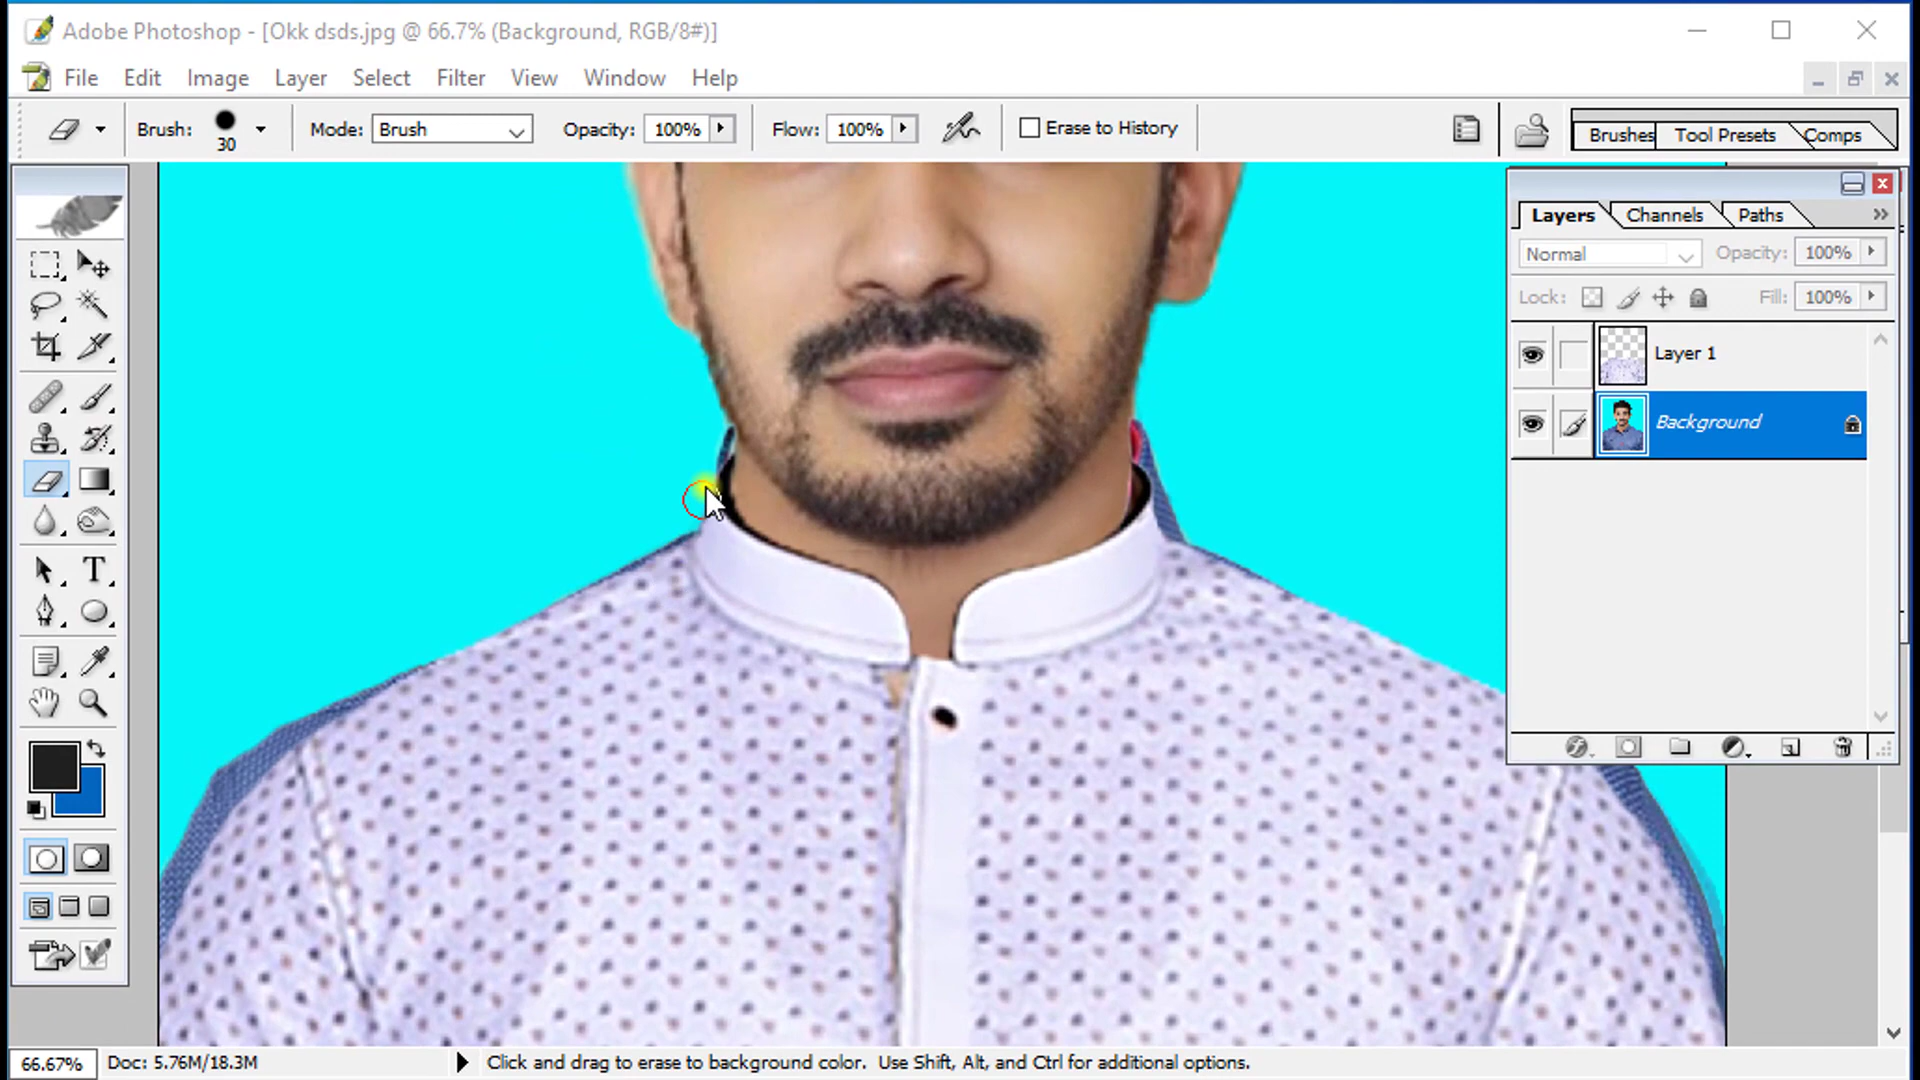 Adobe Photoshop - [Okk dsds.jpg @ 66.7% (Background, RGB/8#)]
File Edit Image Layer Select Filter View Window Help
Brush: 30 Mode: Brush Opacity: 100% Flow: 100% Erase to History Brushes Tool Presets Comps
Layers Channels Paths
Normal Opacity: 100%
Lock: Fill: 100%
Layer 1
Background
66.67% Doc: 5.76M/18.3M Click and drag to erase to background color. Use Shift, Alt, and Ctrl for additional options.